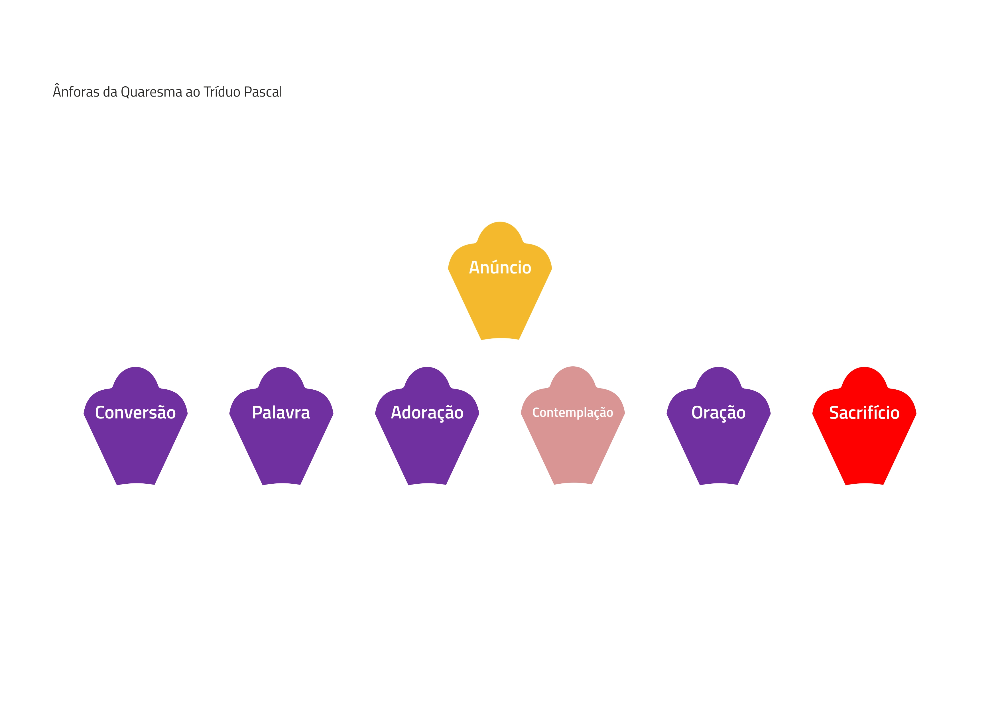 Ânforas da Quaresma ao Tríduo Pascal
Anúncio
Conversão
Palavra
Adoração
Contemplação
Oração
Sacrifício